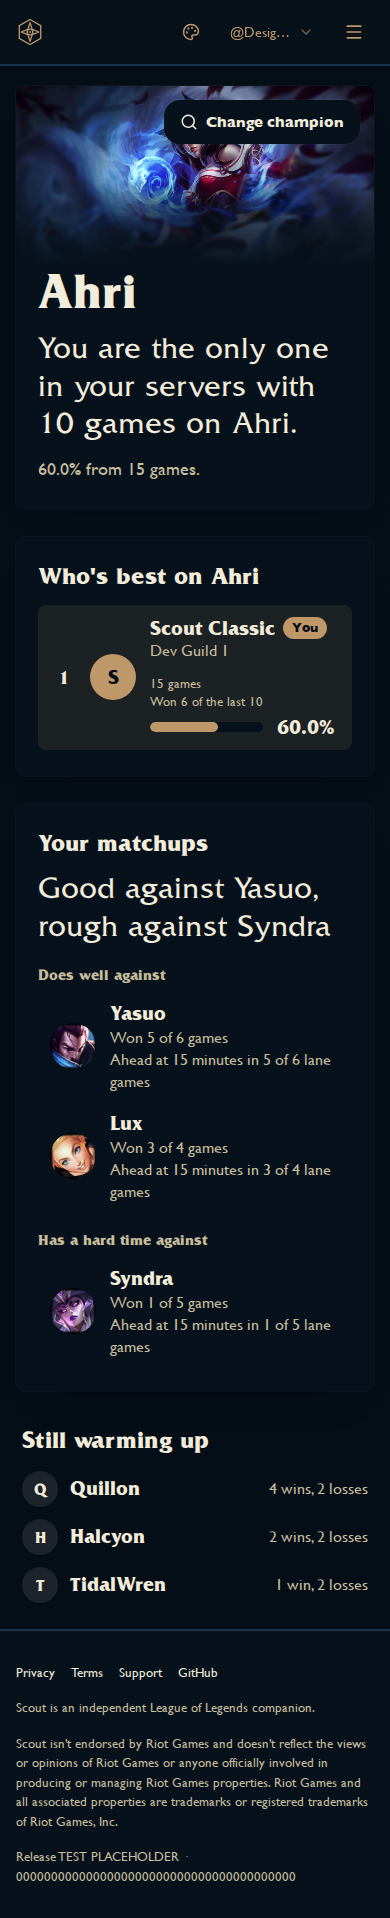 @Desig...
Change champion
Ahri
You are the only one
in your servers with
10 games on Ahri.
60.0% from 15 games.
Who's best on Ahri
1
S
Scout Classic
You
Dev Guild 1
15 games
Won 6 of the last 10
60.0%
Your matchups
Good against Yasuo,
rough against Syndra
Does well against
Yasuo
Won 5 of 6 games
Ahead at 15 minutes in 5 of 6 lane
games
Lux
Won 3 of 4 games
Ahead at 15 minutes in 3 of 4 lane
games
Has a hard time against
Syndra
Won 1 of 5 games
Ahead at 15 minutes in 1 of 5 lane
games
Still warming up
Q Quillon 4 wins, 2 losses
H Halcyon 2 wins, 2 losses
T TidalWren 1 win, 2 losses
Privacy Terms Support GitHub
Scout is an independent League of Legends companion.
Scout isn't endorsed by Riot Games and doesn't reflect the views
or opinions of Riot Games or anyone officially involved in
producing or managing Riot Games properties. Riot Games and
all associated properties are trademarks or registered trademarks
of Riot Games, Inc.
Release TEST PLACEHOLDER ·
0000000000000000000000000000000000000000